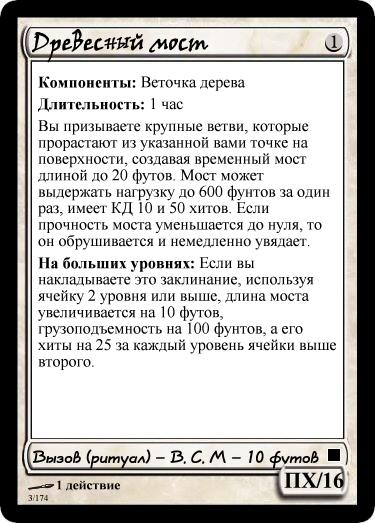 Древесный мост 1
Компоненты: Веточка дерева
Длительность: 1 час
Вы призываете крупные ветви, которые
прорастают из указанной вами точке на
поверхности, создавая временный мост
длиной до 20 футов. Мост может
выдержать нагрузку до 600 фунтов за один
раз, имеет КД 10 и 50 хитов. Если
прочность моста уменьшается до нуля, то
он обрушивается и немедленно увядает.
На больших уровнях: Если вы
накладываете это заклинание, используя
ячейку 2 уровня или выше, длина моста
увеличивается на 10 футов,
грузоподъемность на 100 фунтов, а его
хиты на 25 за каждый уровень ячейки выше
второго.
Вызов (ритуал) – В, С, М – 10 футов
ПХ/16
1 действие
3/174